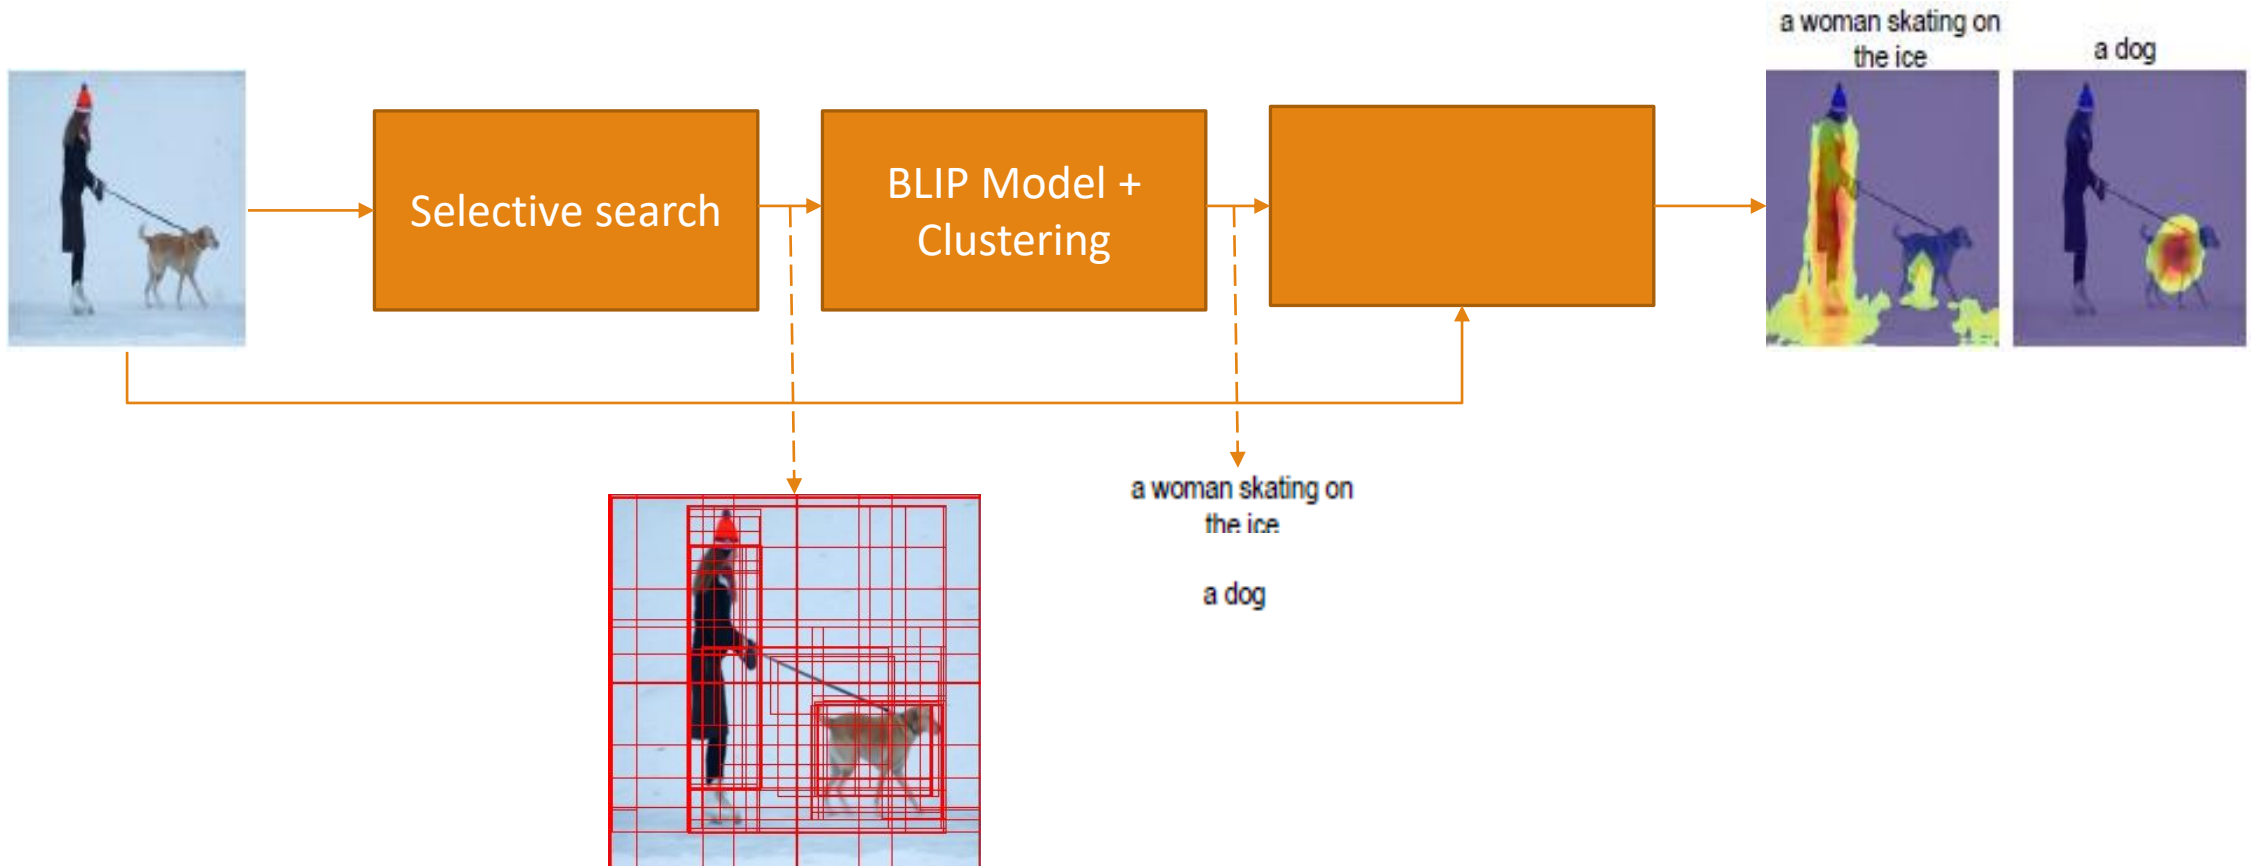 a woman skating on
the ice
a dog
Selective search
BLIP Model +
Clustering
a woman skating on
the ice
a dog